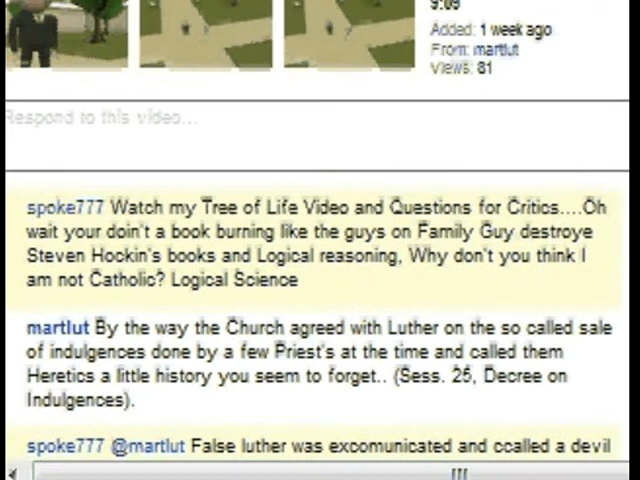 9:09
Added: 1 week ago
From: martlut
Views: 81
Respond to this video...
spoke777 Watch my Tree of Life Video and Questions for Critics....Oh
wait your doin't a book burning like the guys on Family Guy destroye
Steven Hockin's books and Logical reasoning, Why don't you think I
am not Catholic? Logical Science
martlut By the way the Church agreed with Luther on the so called sale
of indulgences done by a few Priest's at the time and called them
Heretics a little history you seem to forget.. (Sess. 25, Decree on
Indulgences).
spoke777 @martlut False luther was excomunicated and ccalled a devil